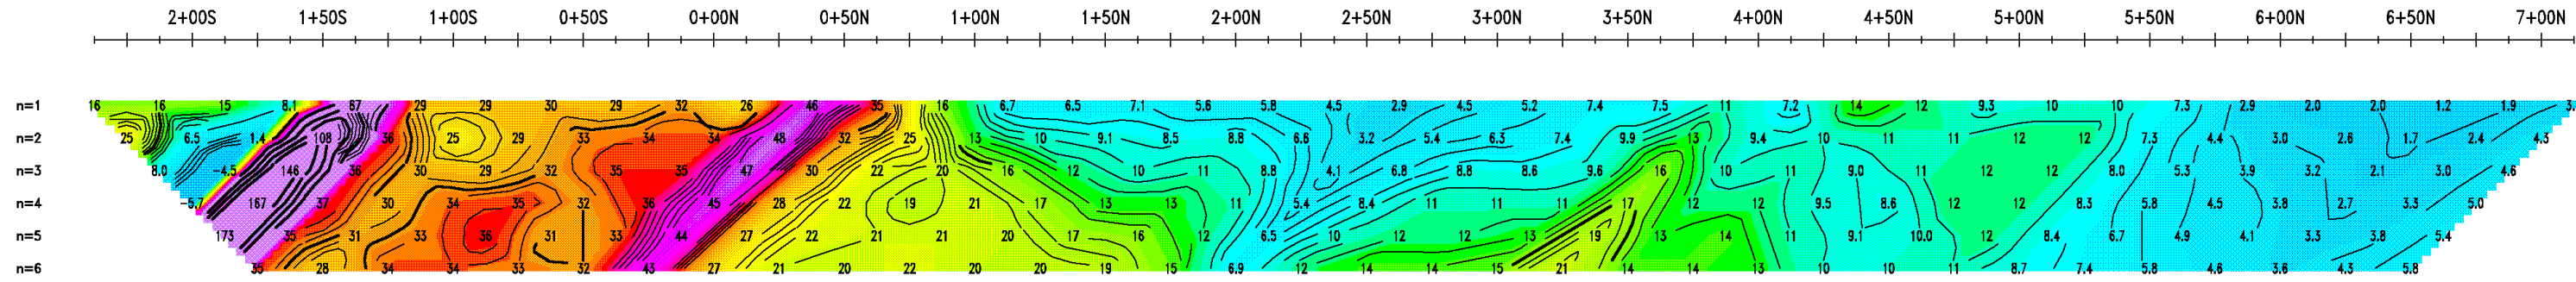 2+00S 1+50S 1+00S 0+50S 0+00N 0+50N 1+00N 1+50N 2+00N 2+50N 3+00N 3+50N 4+00N 4+50N 5+00N 5+50N 6+00N 6+50N 7+00N
n=1 16 16 15 8.1 67 29 29 30 29 32 26 46 35 16 6.7 6.5 7.1 5.6 5.8 4.5 2.9 4.5 5.2 7.4 7.5 11 7.2 14 12 9.3 10 10 7.3 2.9 2.0 2.0 1.2 1.9 3.
n=2 25 6.5 1.4 108 36 25 29 33 34 34 48 32 25 13 10 9.1 8.5 8.8 6.6 3.2 5.4 6.3 7.4 9.9 13 9.4 10 11 11 12 12 7.3 4.4 3.0 2.6 1.7 2.4 4.3
n=3 8.0 -4.5 146 36 30 29 32 35 35 47 30 22 20 16 12 10 11 8.8 4.1 6.8 8.8 8.6 9.6 16 10 11 9.0 11 12 12 8.0 5.3 3.9 3.2 2.1 3.0 4.6
n=4 -5.7 167 37 30 34 35 32 36 45 28 22 19 21 17 13 13 11 5.4 8.4 11 11 11 17 12 12 9.5 8.6 12 12 8.3 5.8 4.5 3.8 2.7 3.3 5.0
n=5 173 35 31 33 36 31 33 44 27 22 21 21 20 17 16 12 6.5 10 12 12 13 19 13 14 11 9.1 10.0 12 8.4 6.7 4.9 4.1 3.3 3.8 5.4
n=6 35 28 34 34 33 32 43 27 21 20 22 20 20 19 15 6.9 12 14 14 15 21 14 14 13 10 10 11 8.7 7.4 5.8 4.6 3.6 4.3 5.8